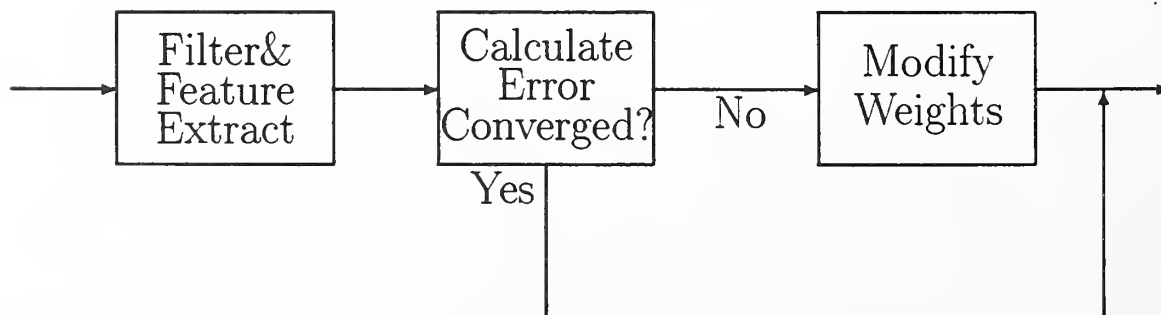 Filter&
Feature
Extract
Calculate
Error
Converged?
No
Modify
Weights
Yes